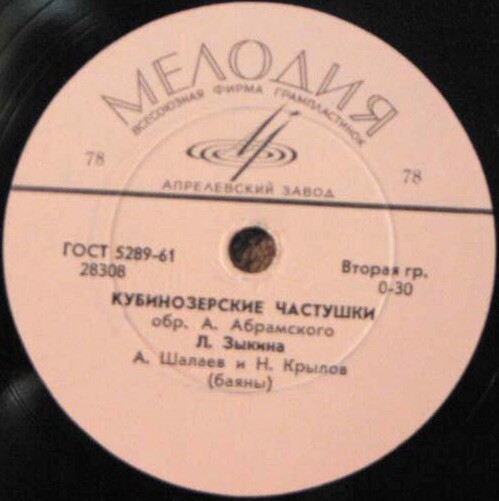 МЕЛОДИЯ
ВСЕСОЮЗНАЯ ФИРМА ГРАМПЛАСТИНОК
78
78
АПРЕЛЕВСКИЙ ЗАВОД
ГОСТ 5289-61
28308
Вторая гр.
0-30
КУБИНОЗЕРСКИЕ ЧАСТУШКИ
обр. А. Абрамского
Л. Зыкина
А. Шалаев и Н. Крылов
(баяны)